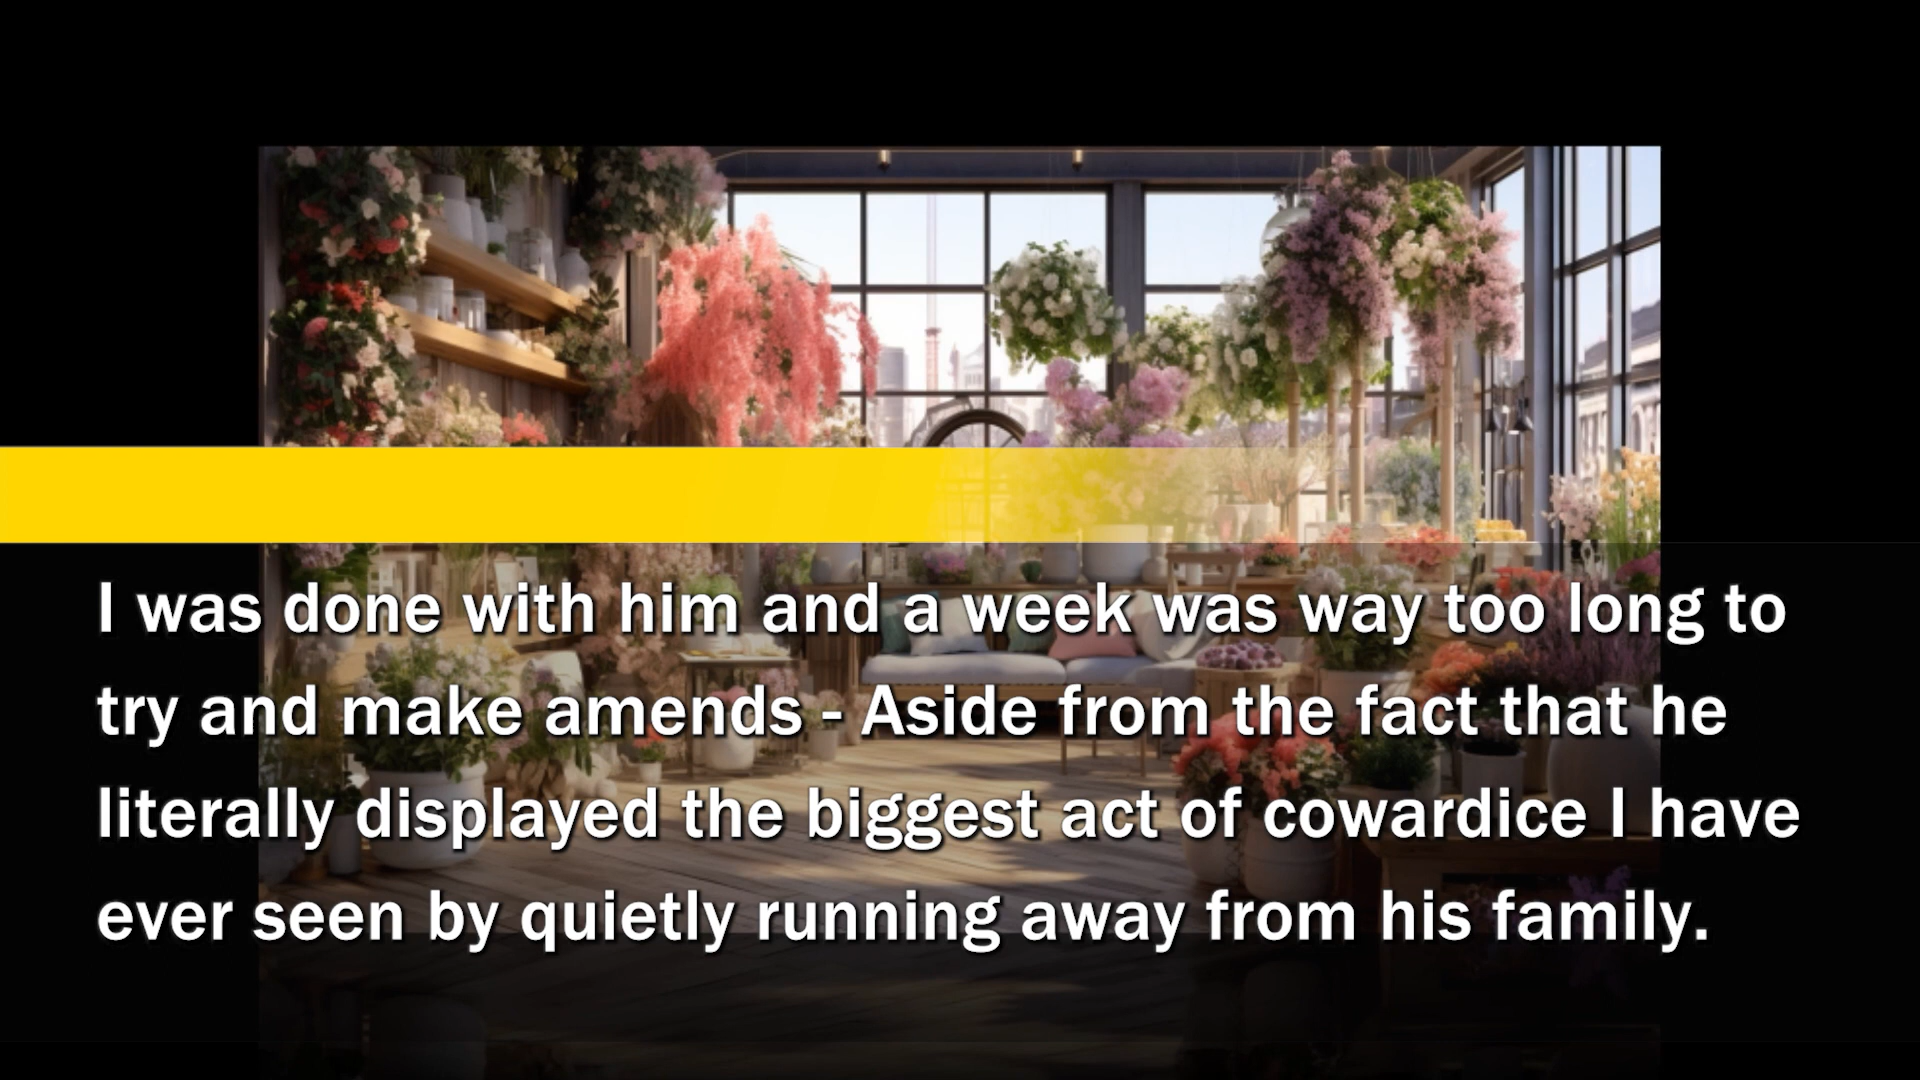 I was done with him and a week was way too long to
try and make amends - Aside from the fact that he
literally displayed the biggest act of cowardice I have
ever seen by quietly running away from his family.